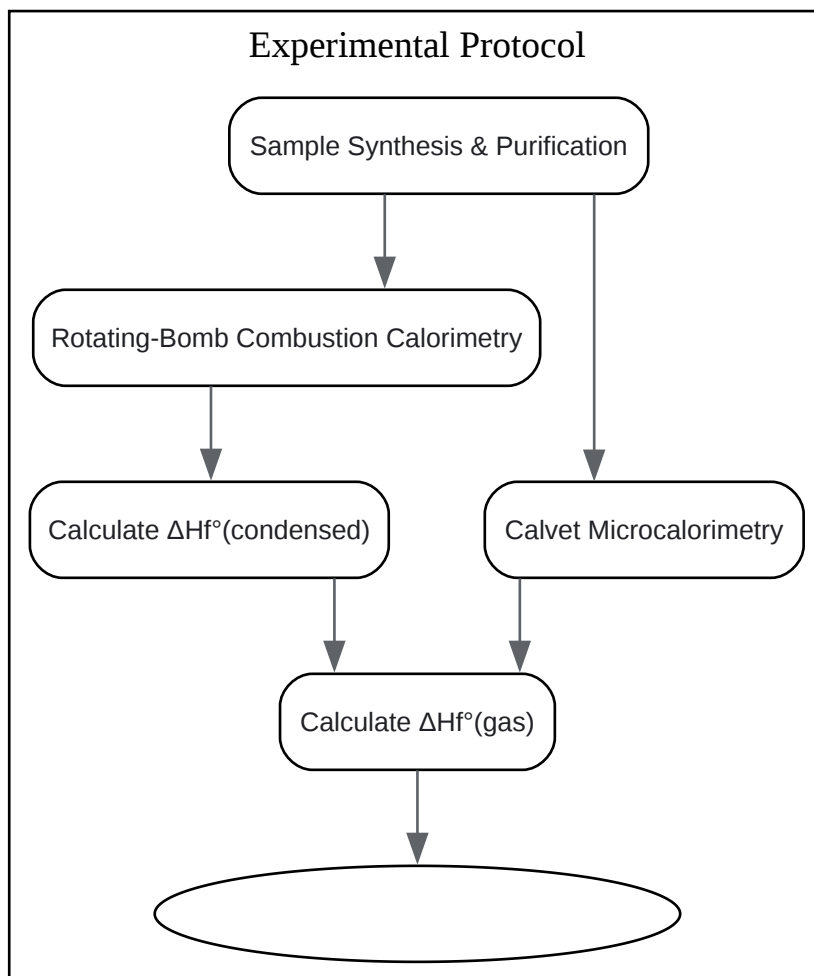 Experimental Protocol
Sample Synthesis & Purification
Rotating-Bomb Combustion Calorimetry
Calculate ΔHf°(condensed)
Calvet Microcalorimetry
Calculate ΔHf°(gas)